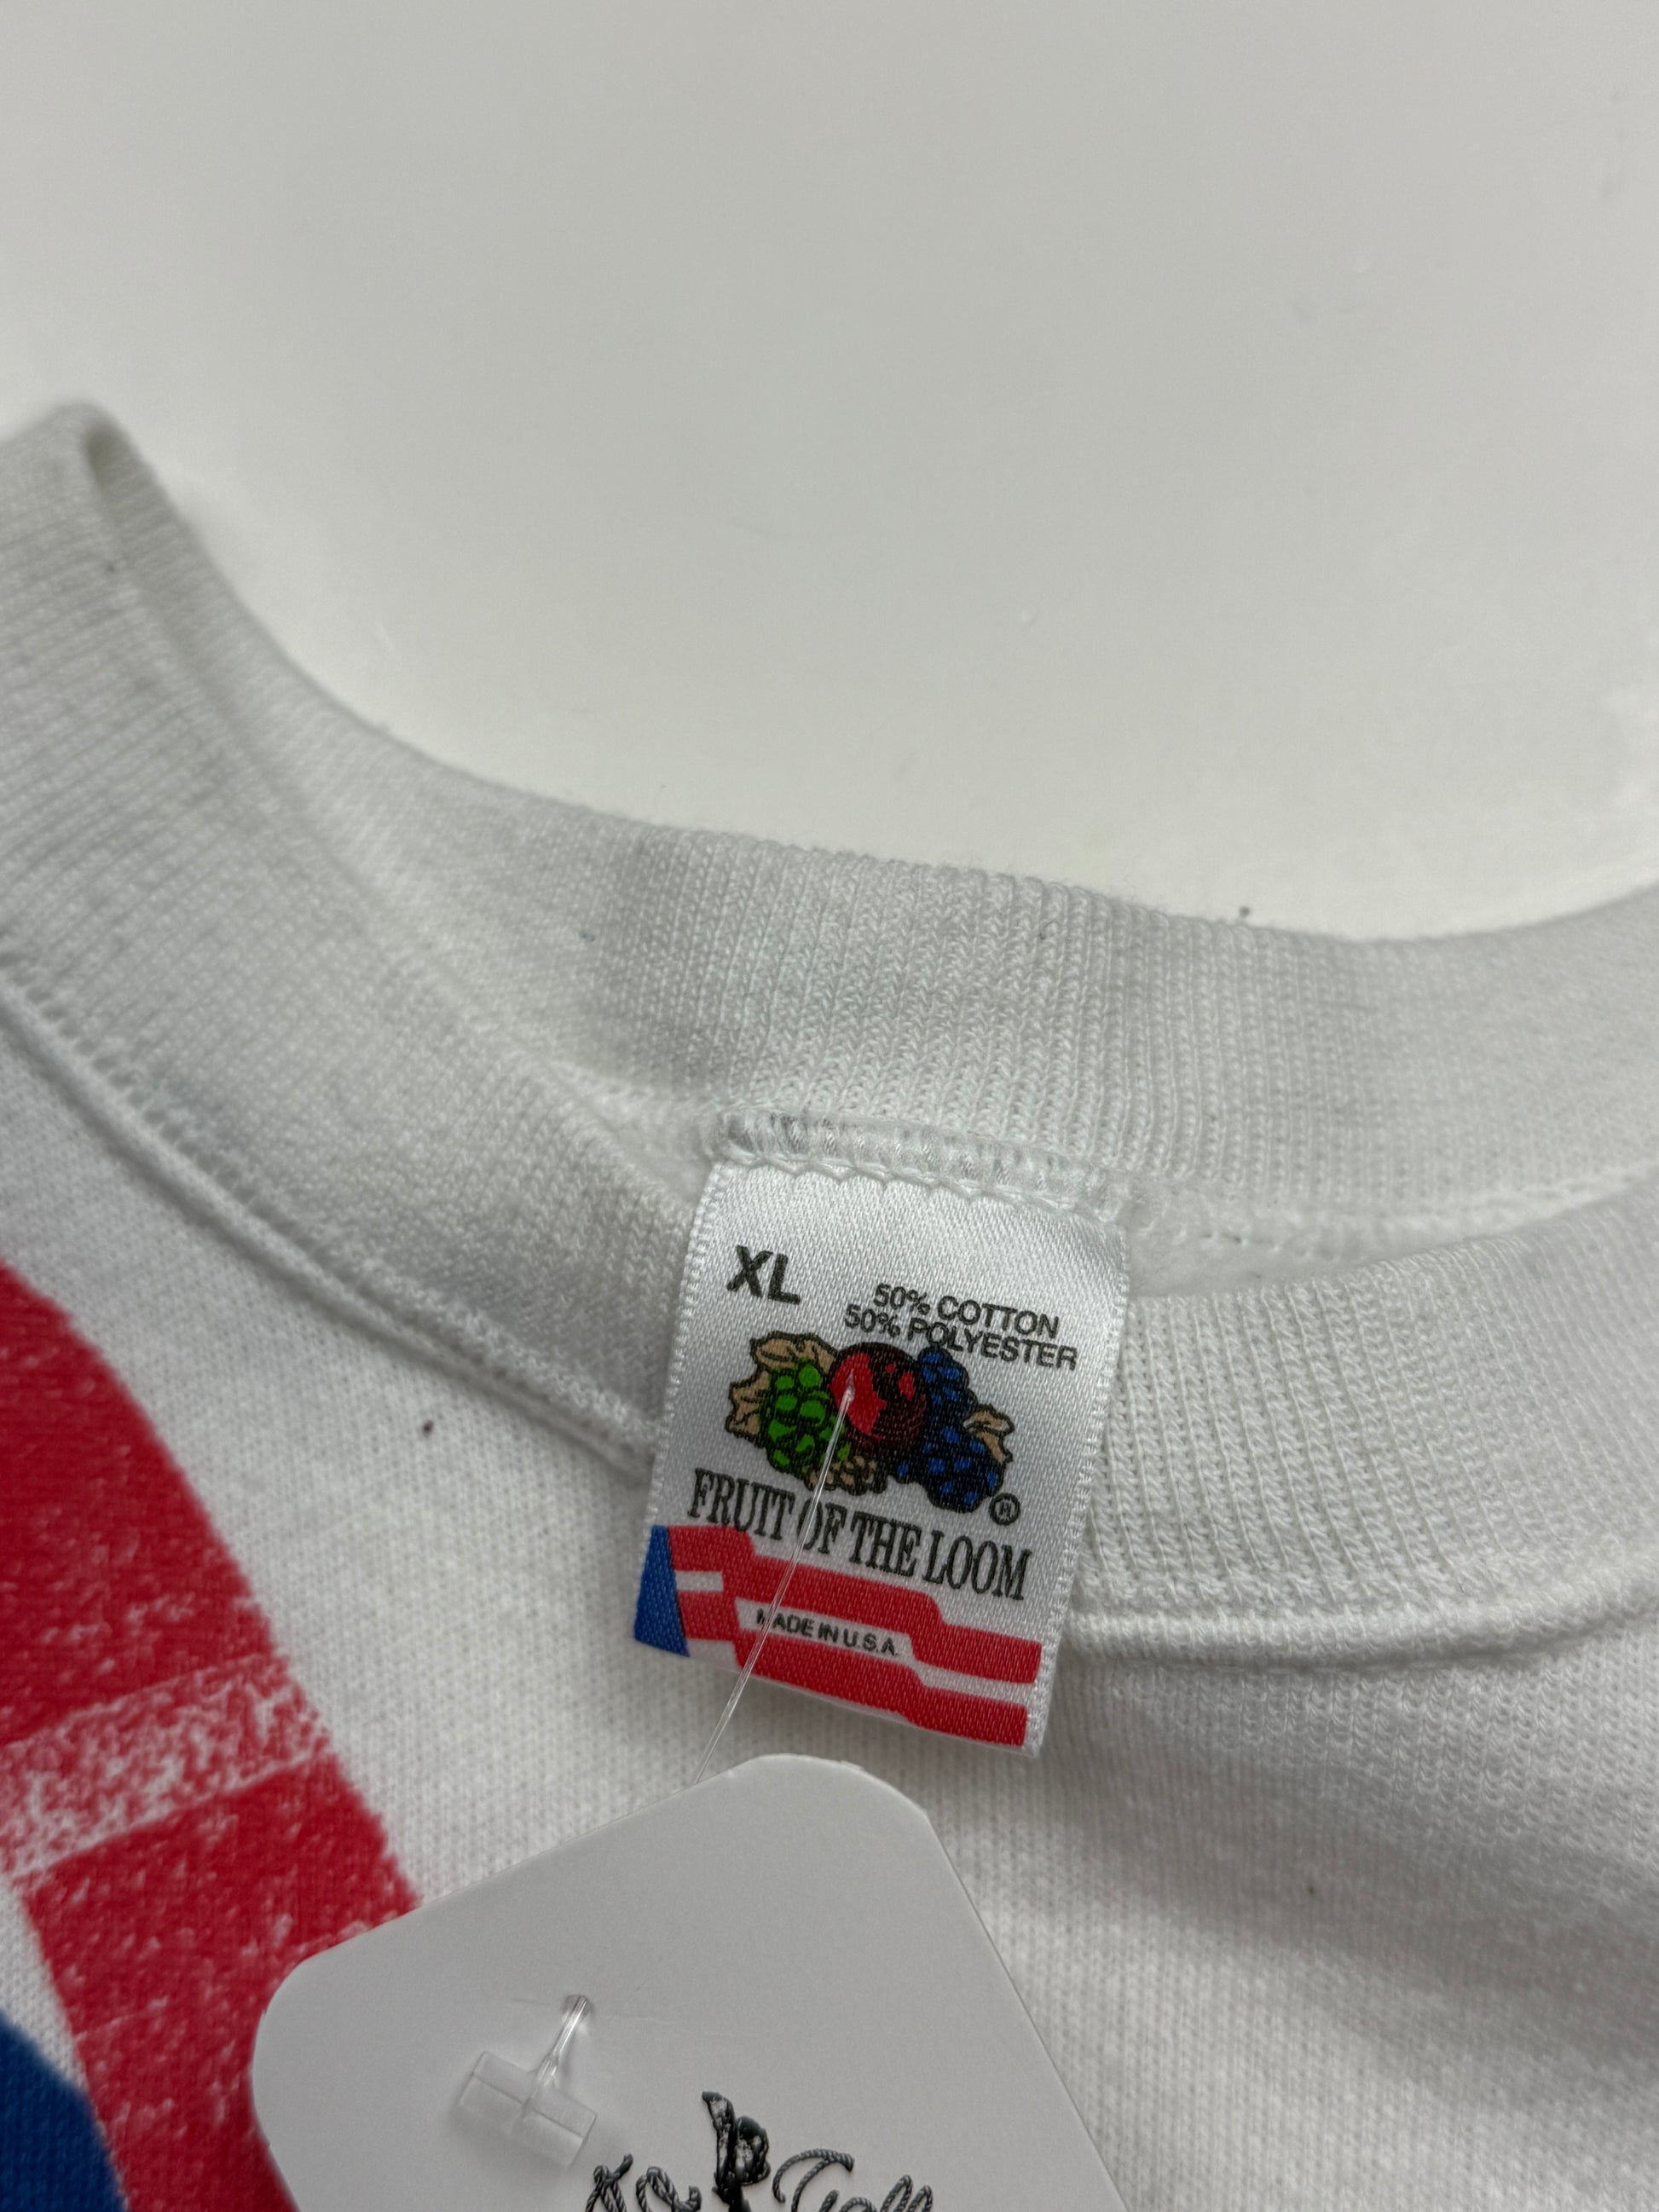 XL
50% COTTON
50% POLYESTER
®
FRUIT OF THE LOOM
MADE IN U.S.A.